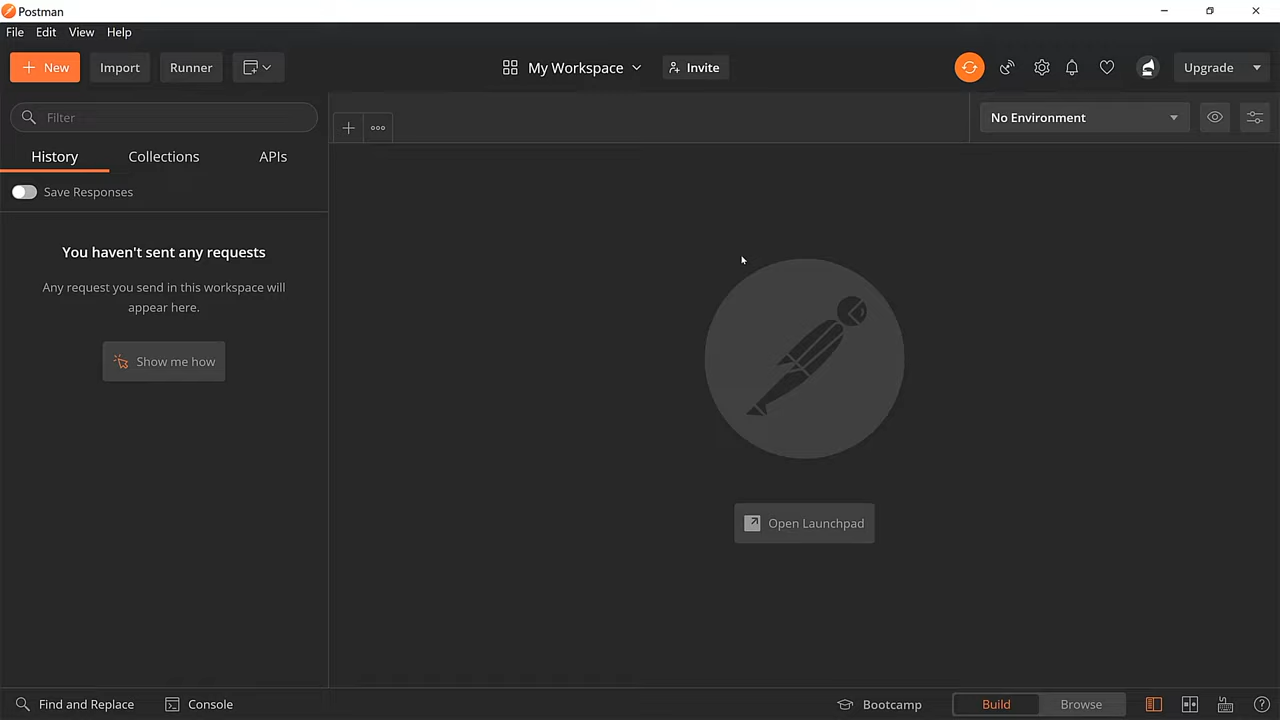 Postman
File Edit View Help
New Import Runner My Workspace Invite Upgrade
Filter
No Environment
History Collections APIs
Save Responses
You haven't sent any requests
Any request you send in this workspace will
appear here.
Show me how
Open Launchpad
Find and Replace Console Bootcamp Build Browse